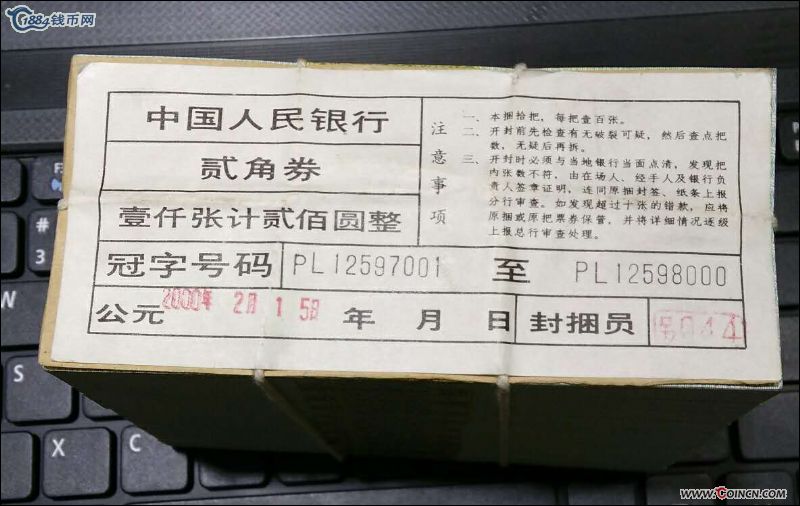 1884钱币网
中国人民银行
贰角券
壹仟张计贰佰圆整
注意事项
一、本捆拾把，每把壹百张。
二、开封前先检查有无破裂可疑，然后查点把
数，无疑后再拆。
三、开封时必须与当地银行当面点清，发现把
内张数不符，由在场人、经手人及银行负
责人签章证明，连同原捆封签、纸条上报
分行审查。如发现超过十张的错款，应将
原捆或原把票券保管，并将详细情况逐级
上报总行审查处理。
冠字号码 PL12597001 至 PL12598000
公元 2000年 2月 15日 年 月 日 封捆员 号044
#
3
W
S
X
C
WWW.COINCN.COM